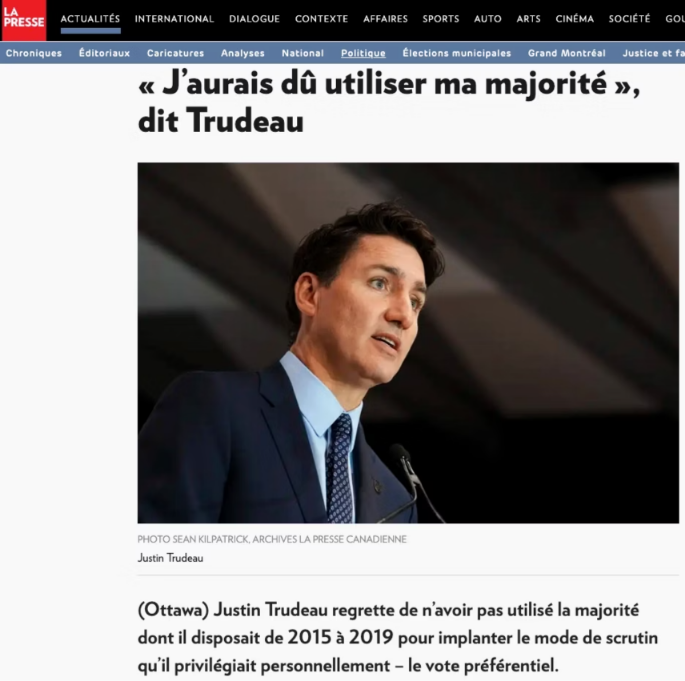 LA
PRESSE
ACTUALITÉS INTERNATIONAL DIALOGUE CONTEXTE AFFAIRES SPORTS AUTO ARTS CINÉMA SOCIÉTÉ GOU
Chroniques Éditoriaux Caricatures Analyses National Politique Élections municipales Grand Montréal Justice et fa
« J’aurais dû utiliser ma majorité »,
dit Trudeau
PHOTO SEAN KILPATRICK, ARCHIVES LA PRESSE CANADIENNE
Justin Trudeau
(Ottawa) Justin Trudeau regrette de n’avoir pas utilisé la majorité
dont il disposait de 2015 à 2019 pour implanter le mode de scrutin
qu’il privilégiait personnellement – le vote préférentiel.